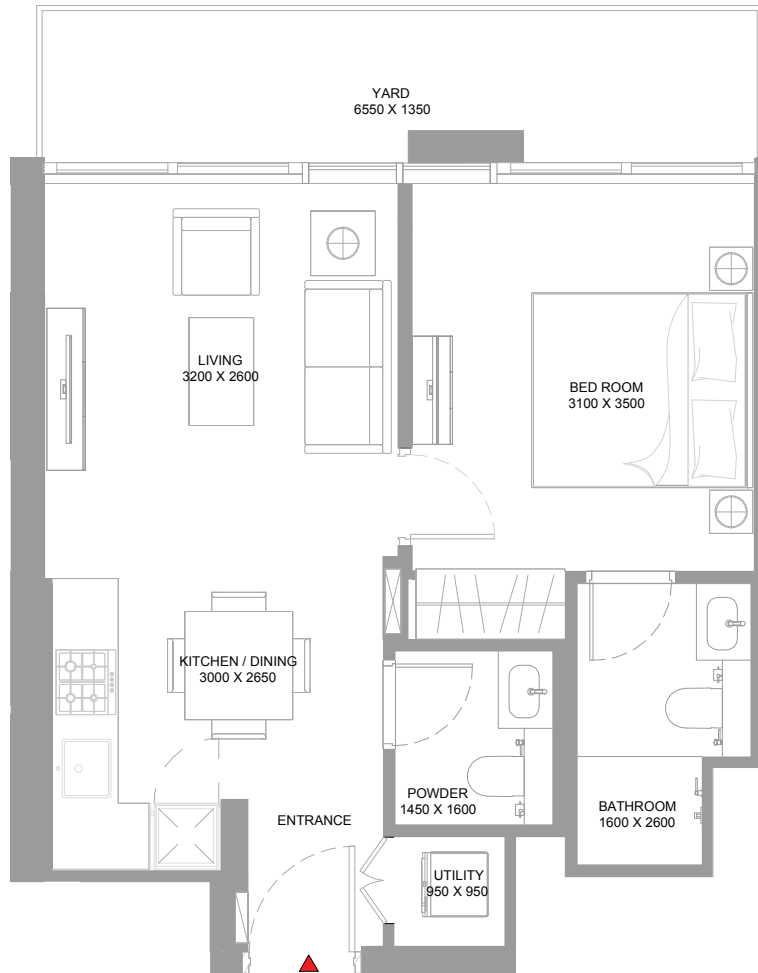 YARD
6550 X 1350
LIVING
3200 X 2600
BED ROOM
3100 X 3500
KITCHEN / DINING
3000 X 2650
POWDER
1450 X 1600
BATHROOM
1600 X 2600
ENTRANCE
UTILITY
950 X 950